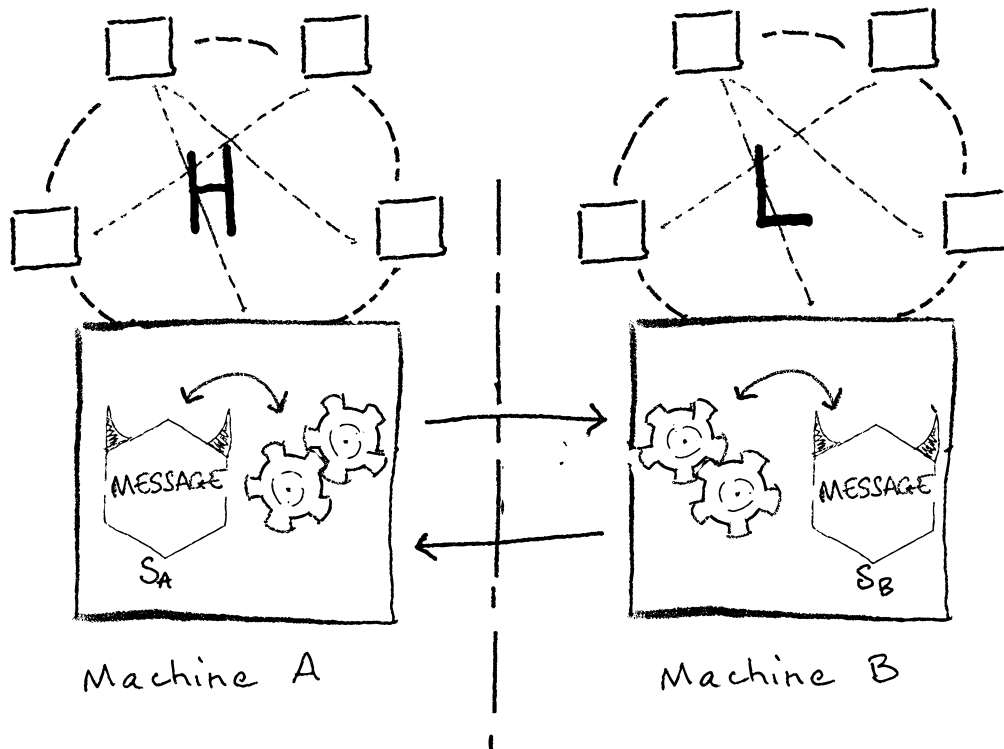 H
L
MESSAGE
MESSAGE
SA
SB
Machine A
Machine B